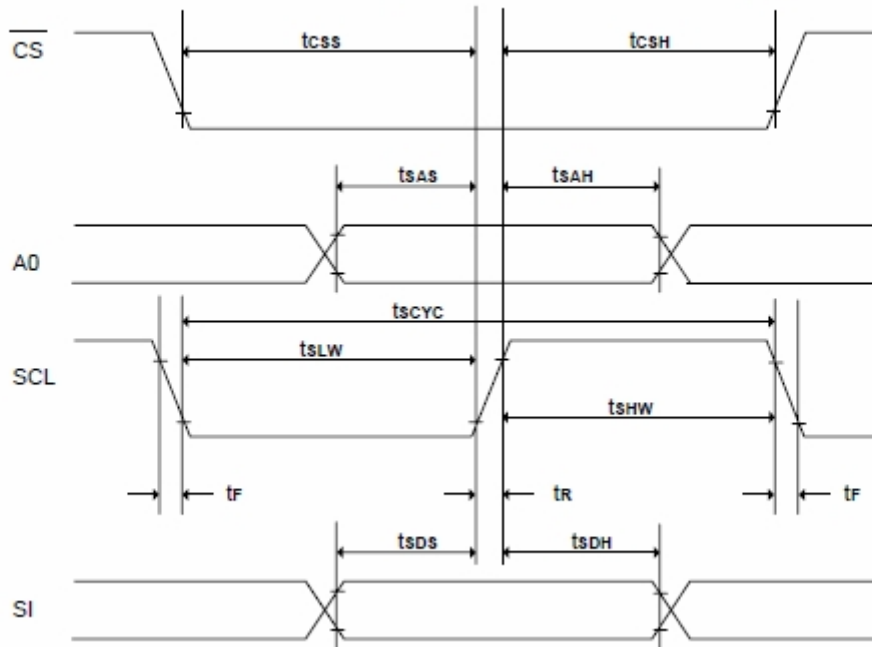 CS
tCSS
tCSH
tSAS
tSAH
A0
tSCYC
tSLW
SCL
tSHW
tF
tR
tF
tSDS
tSDH
SI